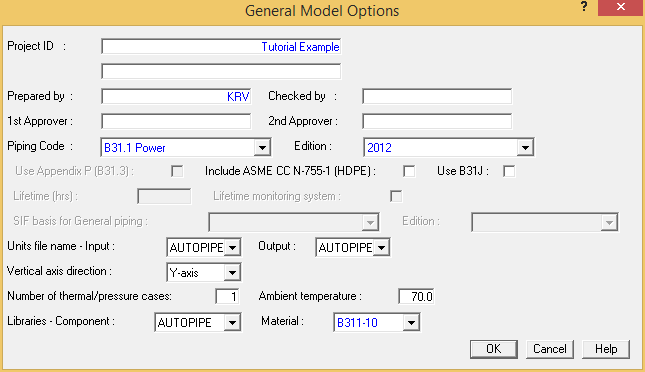 General Model Options
? x
Project ID : Tutorial Example
Prepared by : KRV Checked by :
1st Approver : 2nd Approver :
Piping Code : B31.1 Power Edition : 2012
Use Appendix P (B31.3) : Include ASME CC N-755-1 (HDPE) : Use B31J :
Lifetime (hrs) : Lifetime monitoring system :
SIF basis for General piping : Edition :
Units file name - Input : AUTOPIPE Output : AUTOPIPE
Vertical axis direction : Y-axis
Number of thermal/pressure cases: 1 Ambient temperature : 70.0
Libraries - Component : AUTOPIPE Material : B311-10
OK Cancel Help